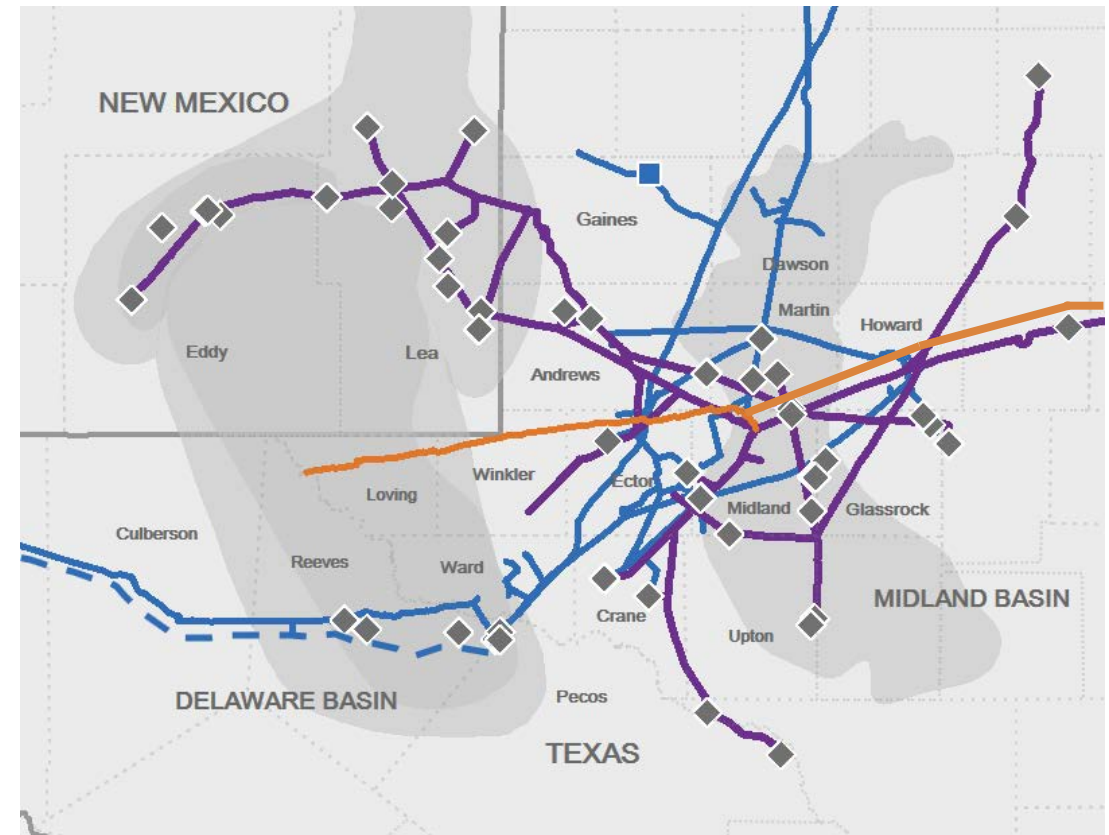 NEW MEXICO
Gaines
Dawson
Martin
Howard
Eddy
Lea
Andrews
Winkler
Ector
Loving
Midland
Glassrock
Culberson
Reeves
Ward
MIDLAND BASIN
Crane
Upton
DELAWARE BASIN
Pecos
TEXAS